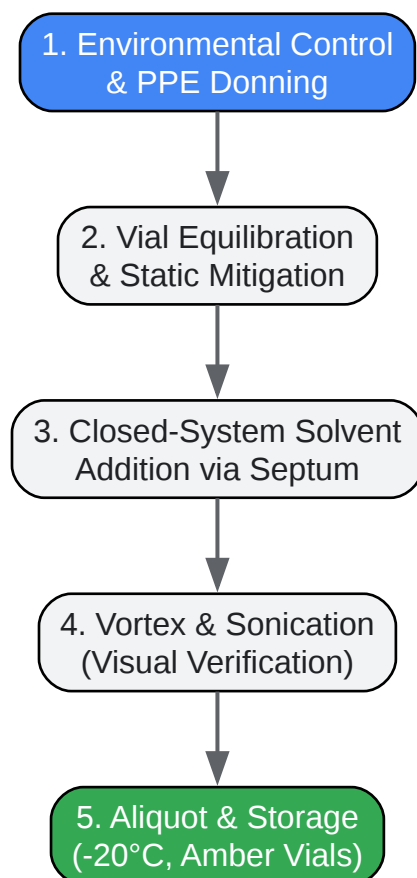 1. Environmental Control
& PPE Donning
2. Vial Equilibration
& Static Mitigation
3. Closed-System Solvent
Addition via Septum
4. Vortex & Sonication
(Visual Verification)
5. Aliquot & Storage
(-20°C, Amber Vials)